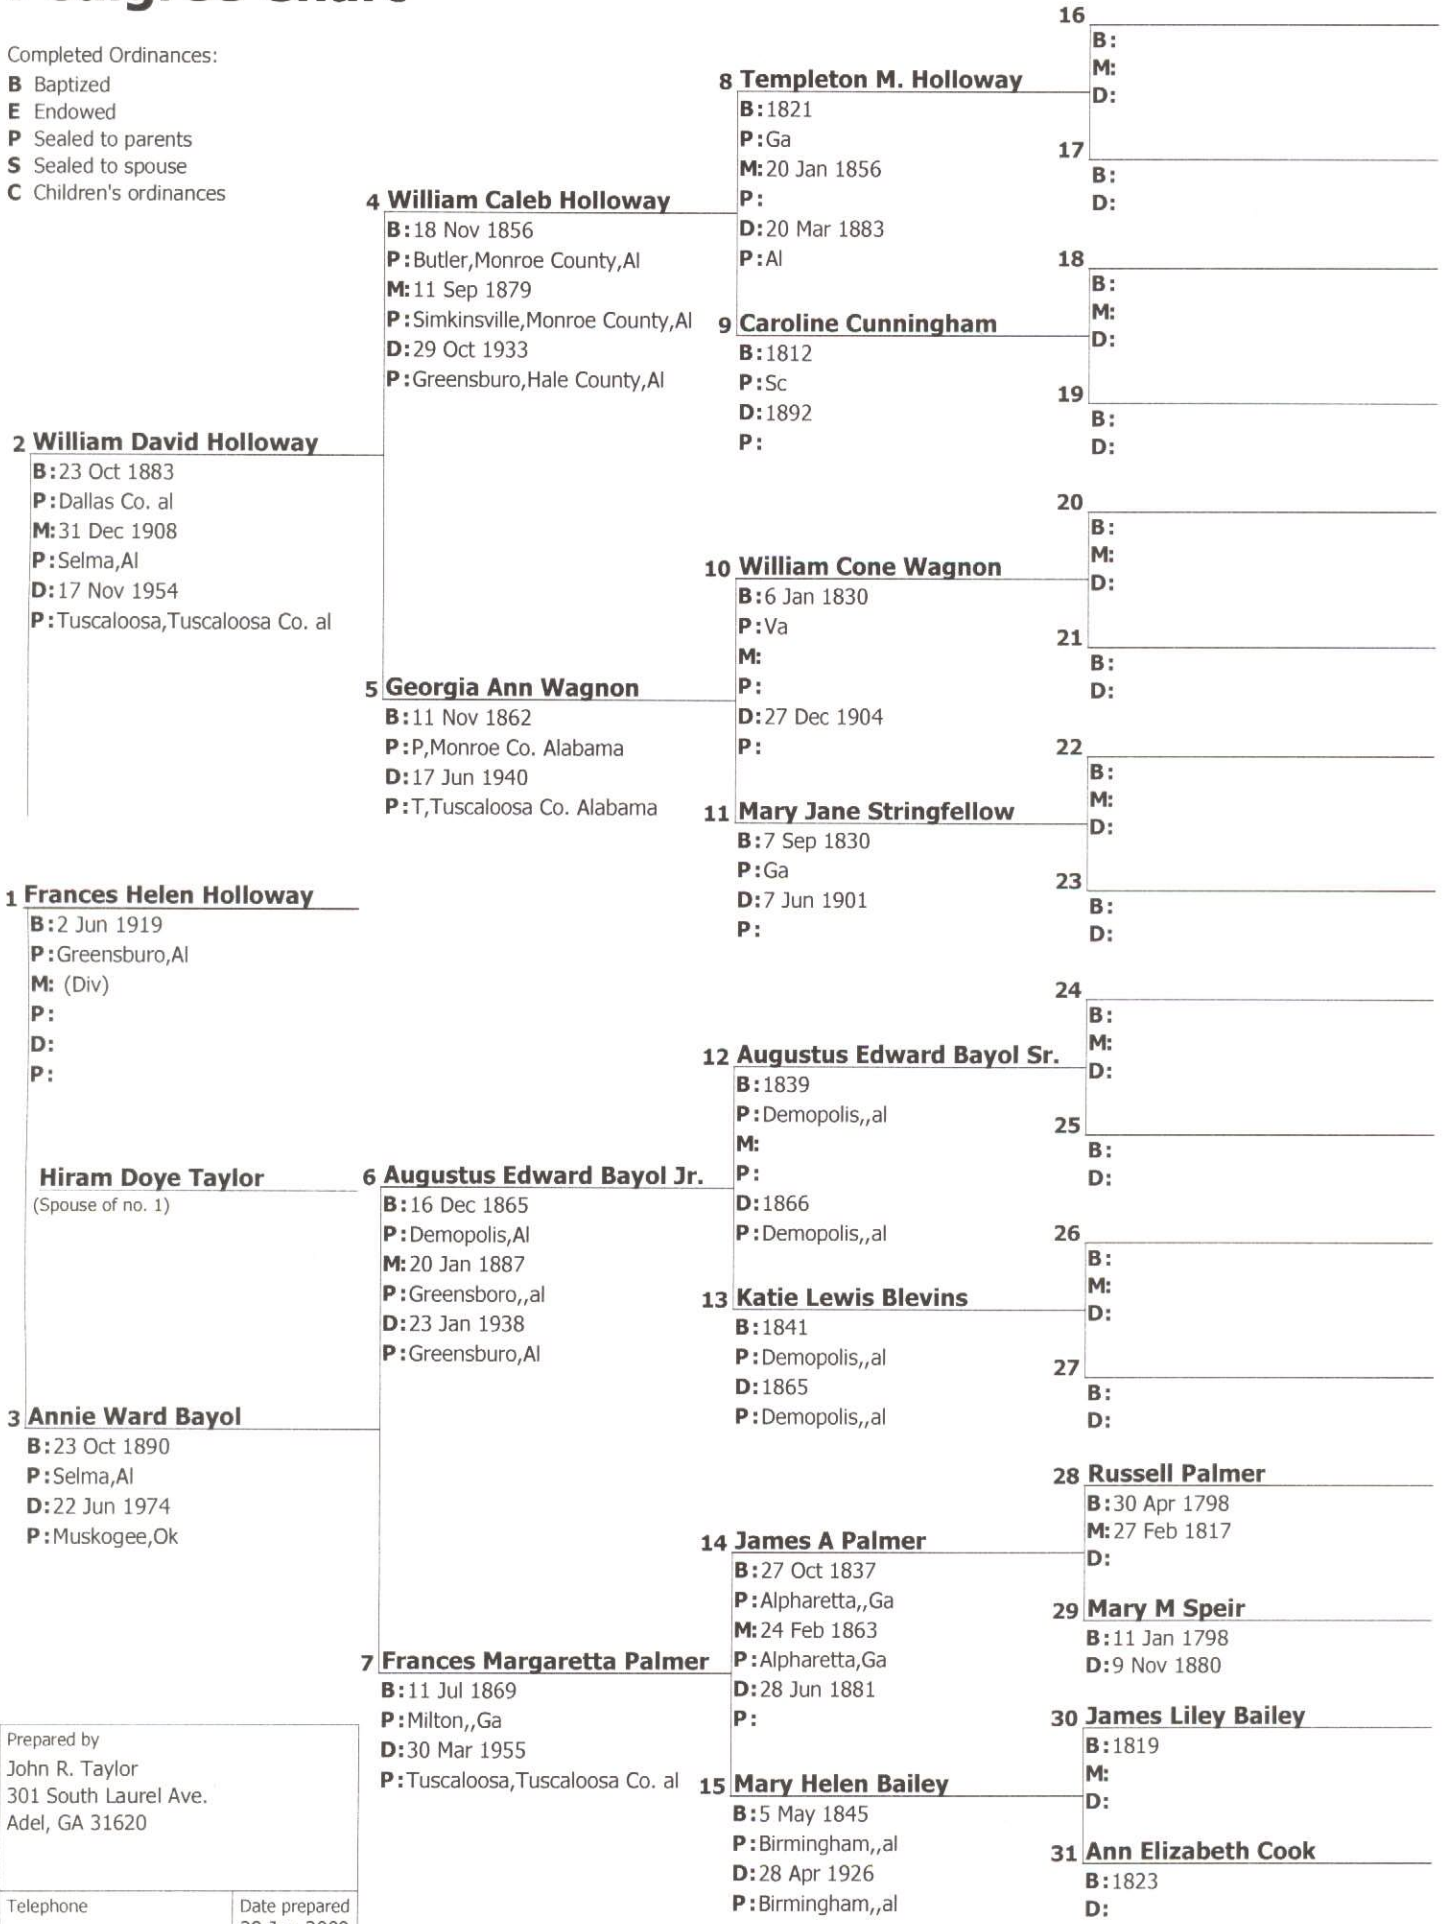 Completed Ordinances:
B Baptized
E Endowed
P Sealed to parents
S Sealed to spouse
C Children's ordinances
2 William David Holloway
B:23 Oct 1883
P:Dallas Co. al
M:31 Dec 1908
P:Selma,Al
D:17 Nov 1954
P:Tuscaloosa,Tuscaloosa Co. al
1 Frances Helen Holloway
B:2 Jun 1919
P:Greensburo,Al
M: (Div)
P:
D:
P:
Hiram Doye Taylor
(Spouse of no. 1)
3 Annie Ward Bayol
B:23 Oct 1890
P:Selma,Al
D:22 Jun 1974
P:Muskogee,Ok
Prepared by
John R. Taylor
301 South Laurel Ave.
Adel, GA 31620
Telephone
Date prepared
4 William Caleb Holloway
B:18 Nov 1856
P:Butler,Monroe County,Al
M:11 Sep 1879
P:Simkinsville,Monroe County,Al
D:29 Oct 1933
P:Greensburo,Hale County,Al
5 Georgia Ann Wagnon
B:11 Nov 1862
P:P,Monroe Co. Alabama
D:17 Jun 1940
P:T,Tuscaloosa Co. Alabama
6 Augustus Edward Bayol Jr.
B:16 Dec 1865
P:Demopolis,Al
M:20 Jan 1887
P:Greensboro,,al
D:23 Jan 1938
P:Greensburo,Al
7 Frances Margaretta Palmer
B:11 Jul 1869
P:Milton,,Ga
D:30 Mar 1955
P:Tuscaloosa,Tuscaloosa Co. al
8 Templeton M. Holloway
B:1821
P:Ga
M:20 Jan 1856
P:
D:20 Mar 1883
P:Al
9 Caroline Cunningham
B:1812
P:Sc
D:1892
P:
10 William Cone Wagnon
B:6 Jan 1830
P:Va
M:
P:
D:27 Dec 1904
P:
11 Mary Jane Stringfellow
B:7 Sep 1830
P:Ga
D:7 Jun 1901
P:
12 Augustus Edward Bayol Sr.
B:1839
P:Demopolis,,al
M:
P:
D:1866
P:Demopolis,,al
13 Katie Lewis Blevins
B:1841
P:Demopolis,,al
D:1865
P:Demopolis,,al
14 James A Palmer
B:27 Oct 1837
P:Alpharetta,,Ga
M:24 Feb 1863
P:Alpharetta,Ga
D:28 Jun 1881
P:
15 Mary Helen Bailey
B:5 May 1845
P:Birmingham,,al
D:28 Apr 1926
P:Birmingham,,al
16
B:
M:
D:
17
B:
D:
18
B:
M:
D:
19
B:
D:
20
B:
M:
D:
21
B:
D:
22
B:
M:
D:
23
B:
D:
24
B:
M:
D:
25
B:
D:
26
B:
M:
D:
27
B:
D:
28 Russell Palmer
B:30 Apr 1798
M:27 Feb 1817
D:
29 Mary M Speir
B:11 Jan 1798
D:9 Nov 1880
30 James Liley Bailey
B:1819
M:
D:
31 Ann Elizabeth Cook
B:1823
D: